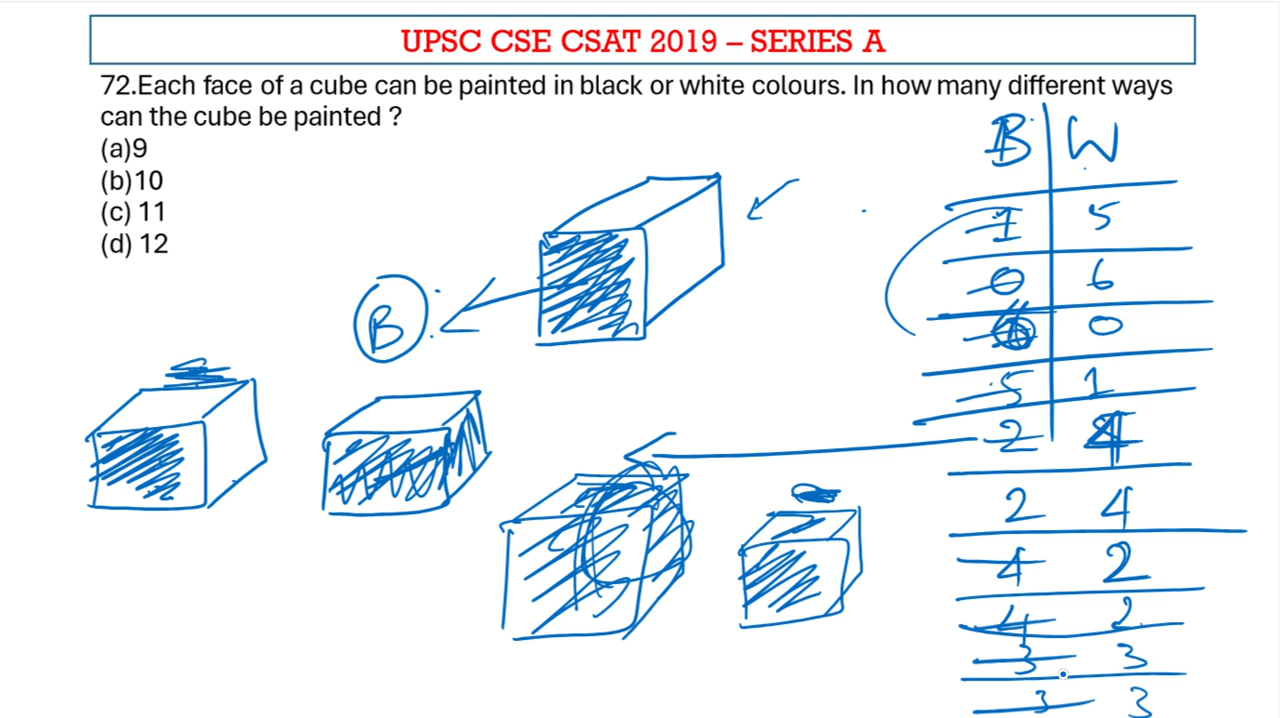 UPSC CSE CSAT 2019 – SERIES A
72.Each face of a cube can be painted in black or white colours. In how many different ways
can the cube be painted ?
(a)9
(b)10
(c) 11
(d) 12
B
B W
1 5
0 6
6 0
5 1
2 4
2 4
4 2
4 2
3 3
3 3